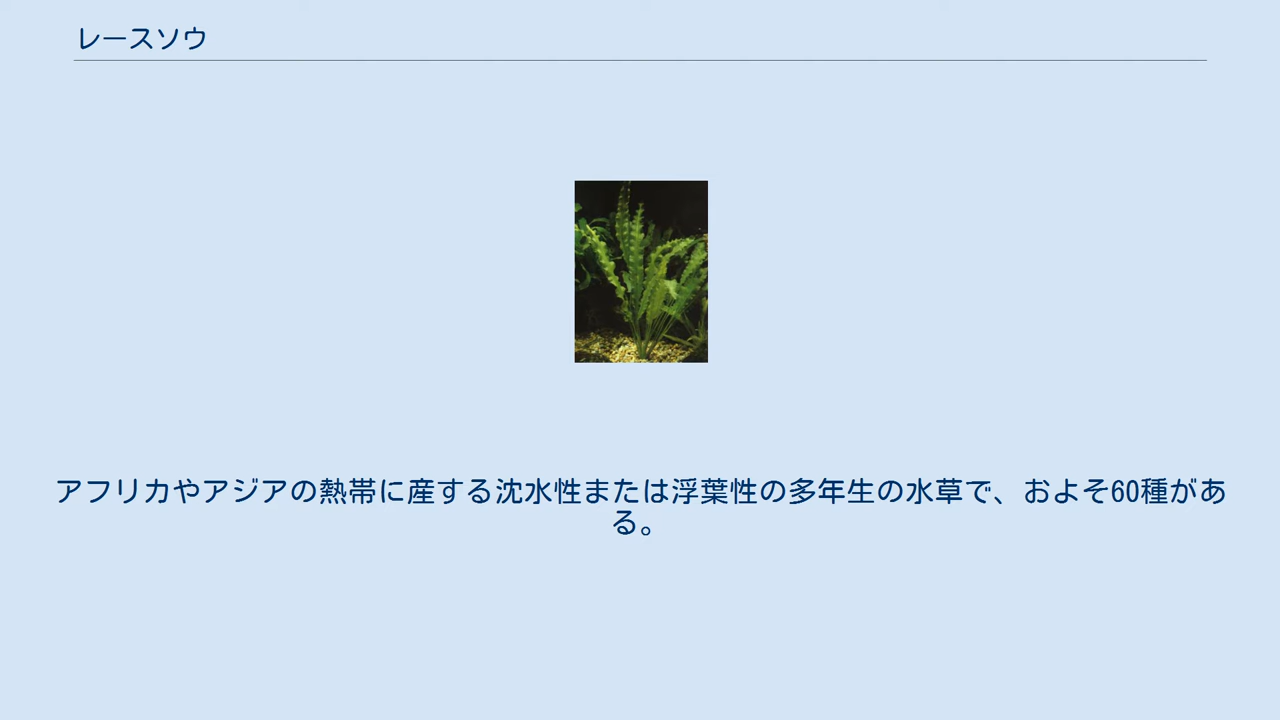 レースソウ
アフリカやアジアの熱帯に産する沈水性または浮葉性の多年生の水草で、およそ60種があ
る。